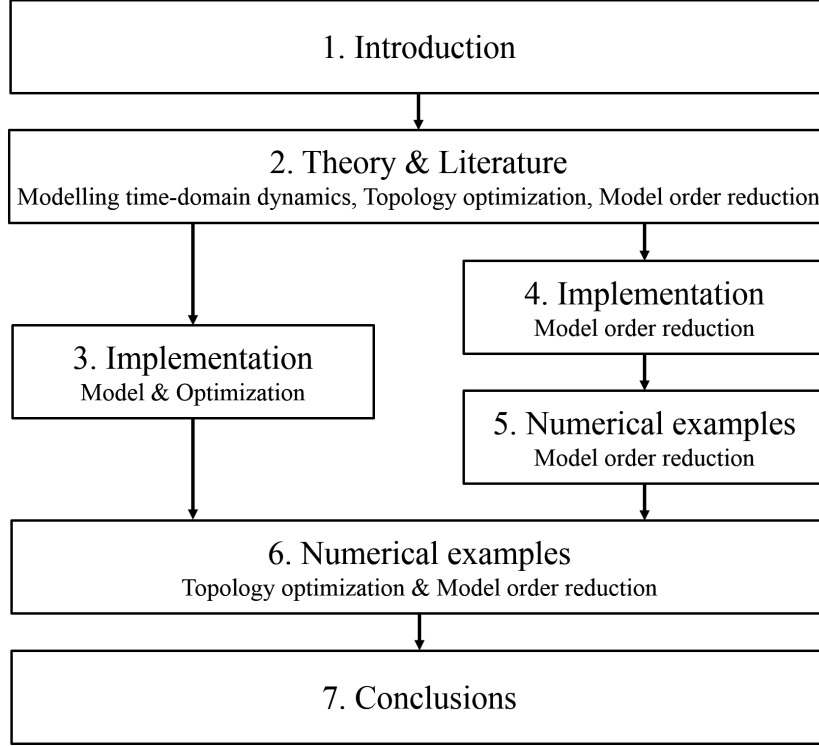 1. Introduction
2. Theory & Literature
Modelling time-domain dynamics, Topology optimization, Model order reduction
3. Implementation
Model & Optimization
4. Implementation
Model order reduction
5. Numerical examples
Model order reduction
6. Numerical examples
Topology optimization & Model order reduction
7. Conclusions